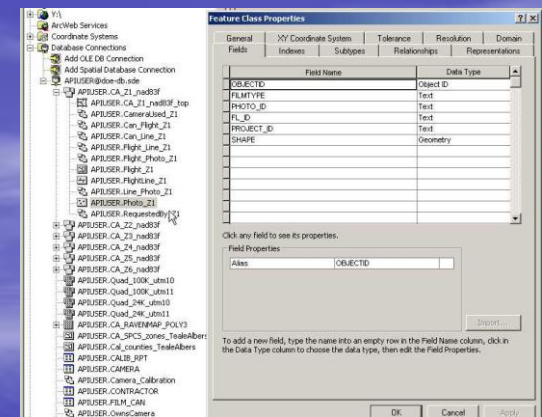 Y:\
ArcWeb Services
Coordinate Systems
Database Connections
Add OLE DB Connection
Add Spatial Database Connection
APIUSER@doe-db.sde
APIUSER.CA_Z1_nad83f
APIUSER.CA_Z1_nad83f_top
APIUSER.CameraUsed_Z1
APIUSER.Can_Flight_Z1
APIUSER.Can_Line_Z1
APIUSER.Flight_Line_Z1
APIUSER.Flight_Photo_Z1
APIUSER.Flight_Z1
APIUSER.FlightLine_Z1
APIUSER.Line_Photo_Z1
APIUSER.Photo_Z1
APIUSER.RequestedBy_Z1
APIUSER.CA_Z2_nad83f
APIUSER.CA_Z3_nad83f
APIUSER.CA_Z4_nad83f
APIUSER.CA_Z5_nad83f
APIUSER.CA_Z6_nad83f
APIUSER.Quad_100K_utm10
APIUSER.Quad_100K_utm11
APIUSER.Quad_24K_utm10
APIUSER.Quad_24K_utm11
APIUSER.CA_RAVENMAP_POLY3
APIUSER.CA_SPCS_zones_TealeAlbers
APIUSER.Cal_counties_TealeAlbers
APIUSER.CALIB_RPT
APIUSER.CAMERA
APIUSER.Camera_Calibration
APIUSER.CONTRACTOR
APIUSER.FILM_CAN
APIUSER.OwnsCamera
Feature Class Properties
General XY Coordinate System Tolerance Resolution Domain
Fields Indexes Subtypes Relationships Representations
Field Name Data Type
OBJECTID Object ID
FILMTYPE Text
PHOTO_ID Text
FL_ID Text
PROJECT_ID Text
SHAPE Geometry
Click any field to see its properties.
Field Properties
Alias OBJECTID
Import...
To add a new field, type the name into an empty row in the Field Name column, click in
the Data Type column to choose the data type, then edit the Field Properties.
OK Cancel Apply